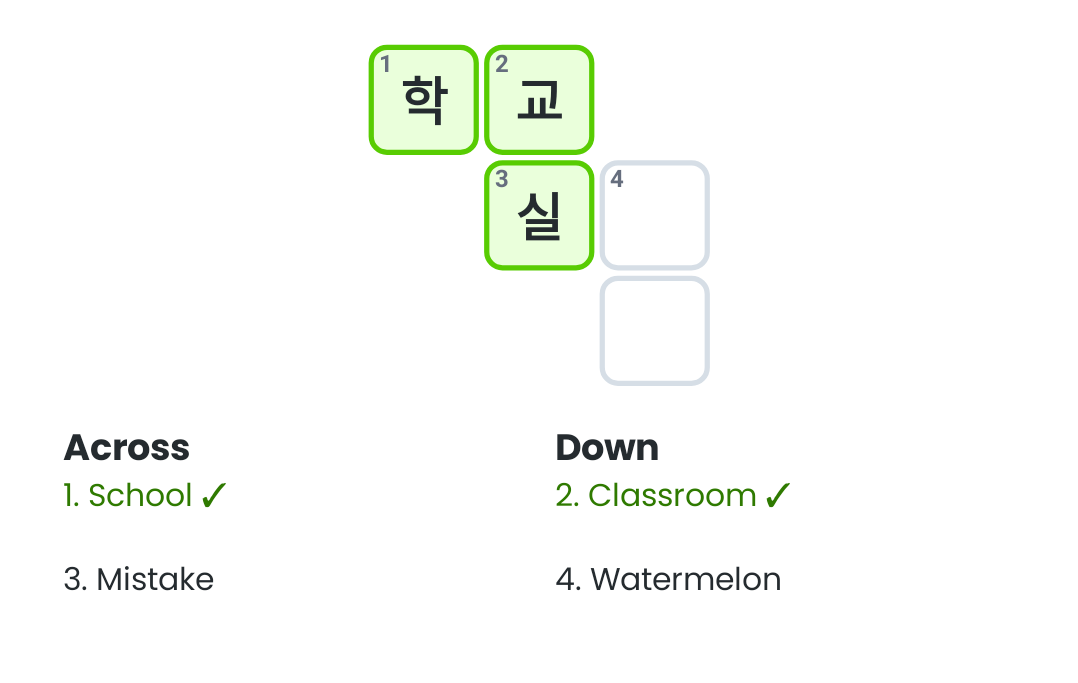 1 학 2 교
3 실 4
Across
1. School ✓
3. Mistake
Down
2. Classroom ✓
4. Watermelon